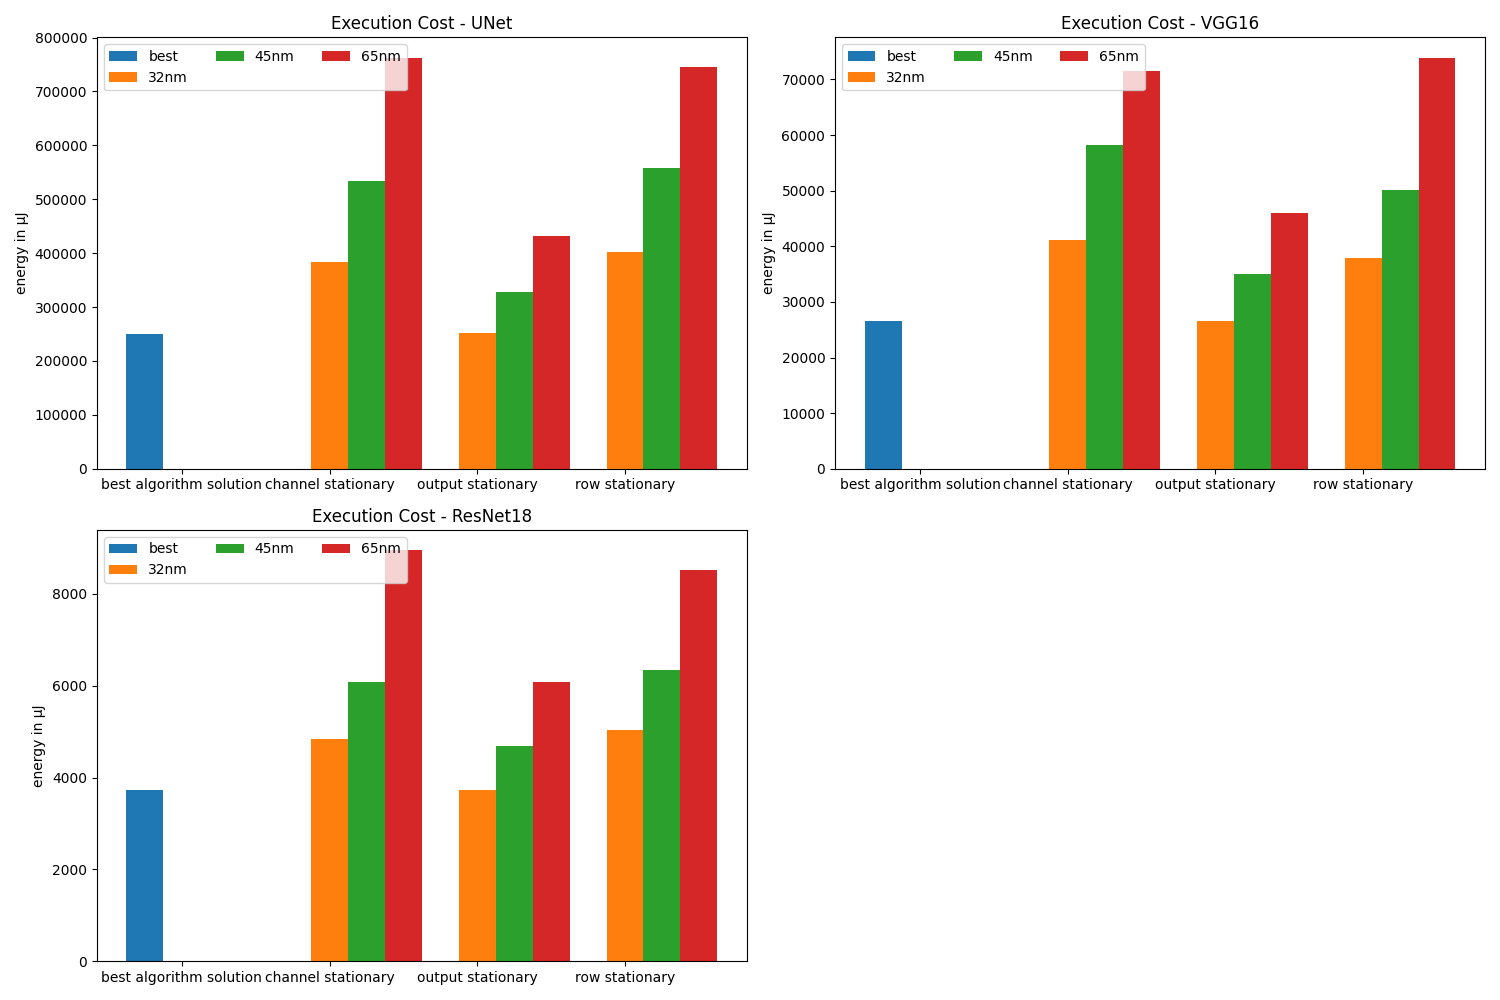 Execution Cost - UNet
energy in µJ
800000
700000
600000
500000
400000
300000
200000
100000
0
best 45nm 65nm
32nm
best algorithm solution channel stationary output stationary row stationary
Execution Cost - VGG16
energy in µJ
70000
60000
50000
40000
30000
20000
10000
0
best 45nm 65nm
32nm
best algorithm solution channel stationary output stationary row stationary
Execution Cost - ResNet18
energy in µJ
8000
6000
4000
2000
0
best 45nm 65nm
32nm
best algorithm solution channel stationary output stationary row stationary